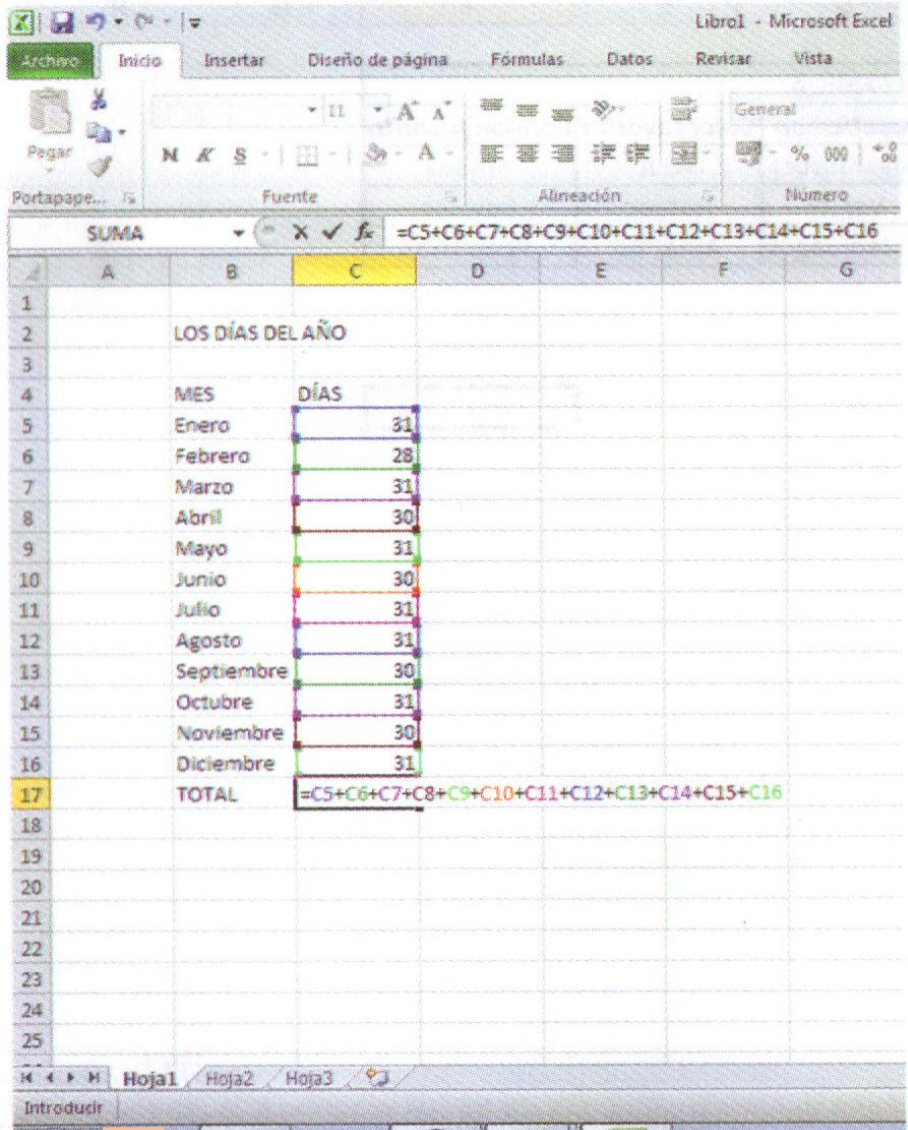 Libro1 - Microsoft Excel
Archivo Inicio Insertar Diseño de página Fórmulas Datos Revisar Vista
11 A A General
Pegar N K S A % 000
Portapape... Fuente Alineación Número
SUMA fx =C5+C6+C7+C8+C9+C10+C11+C12+C13+C14+C15+C16
A B C D E F G
1
2 LOS DÍAS DEL AÑO
3
4 MES DÍAS
5 Enero 31
6 Febrero 28
7 Marzo 31
8 Abril 30
9 Mayo 31
10 Junio 30
11 Julio 31
12 Agosto 31
13 Septiembre 30
14 Octubre 31
15 Noviembre 30
16 Diciembre 31
17 TOTAL =C5+C6+C7+C8+C9+C10+C11+C12+C13+C14+C15+C16
18
19
20
21
22
23
24
25
Hoja1 Hoja2 Hoja3
Introducir